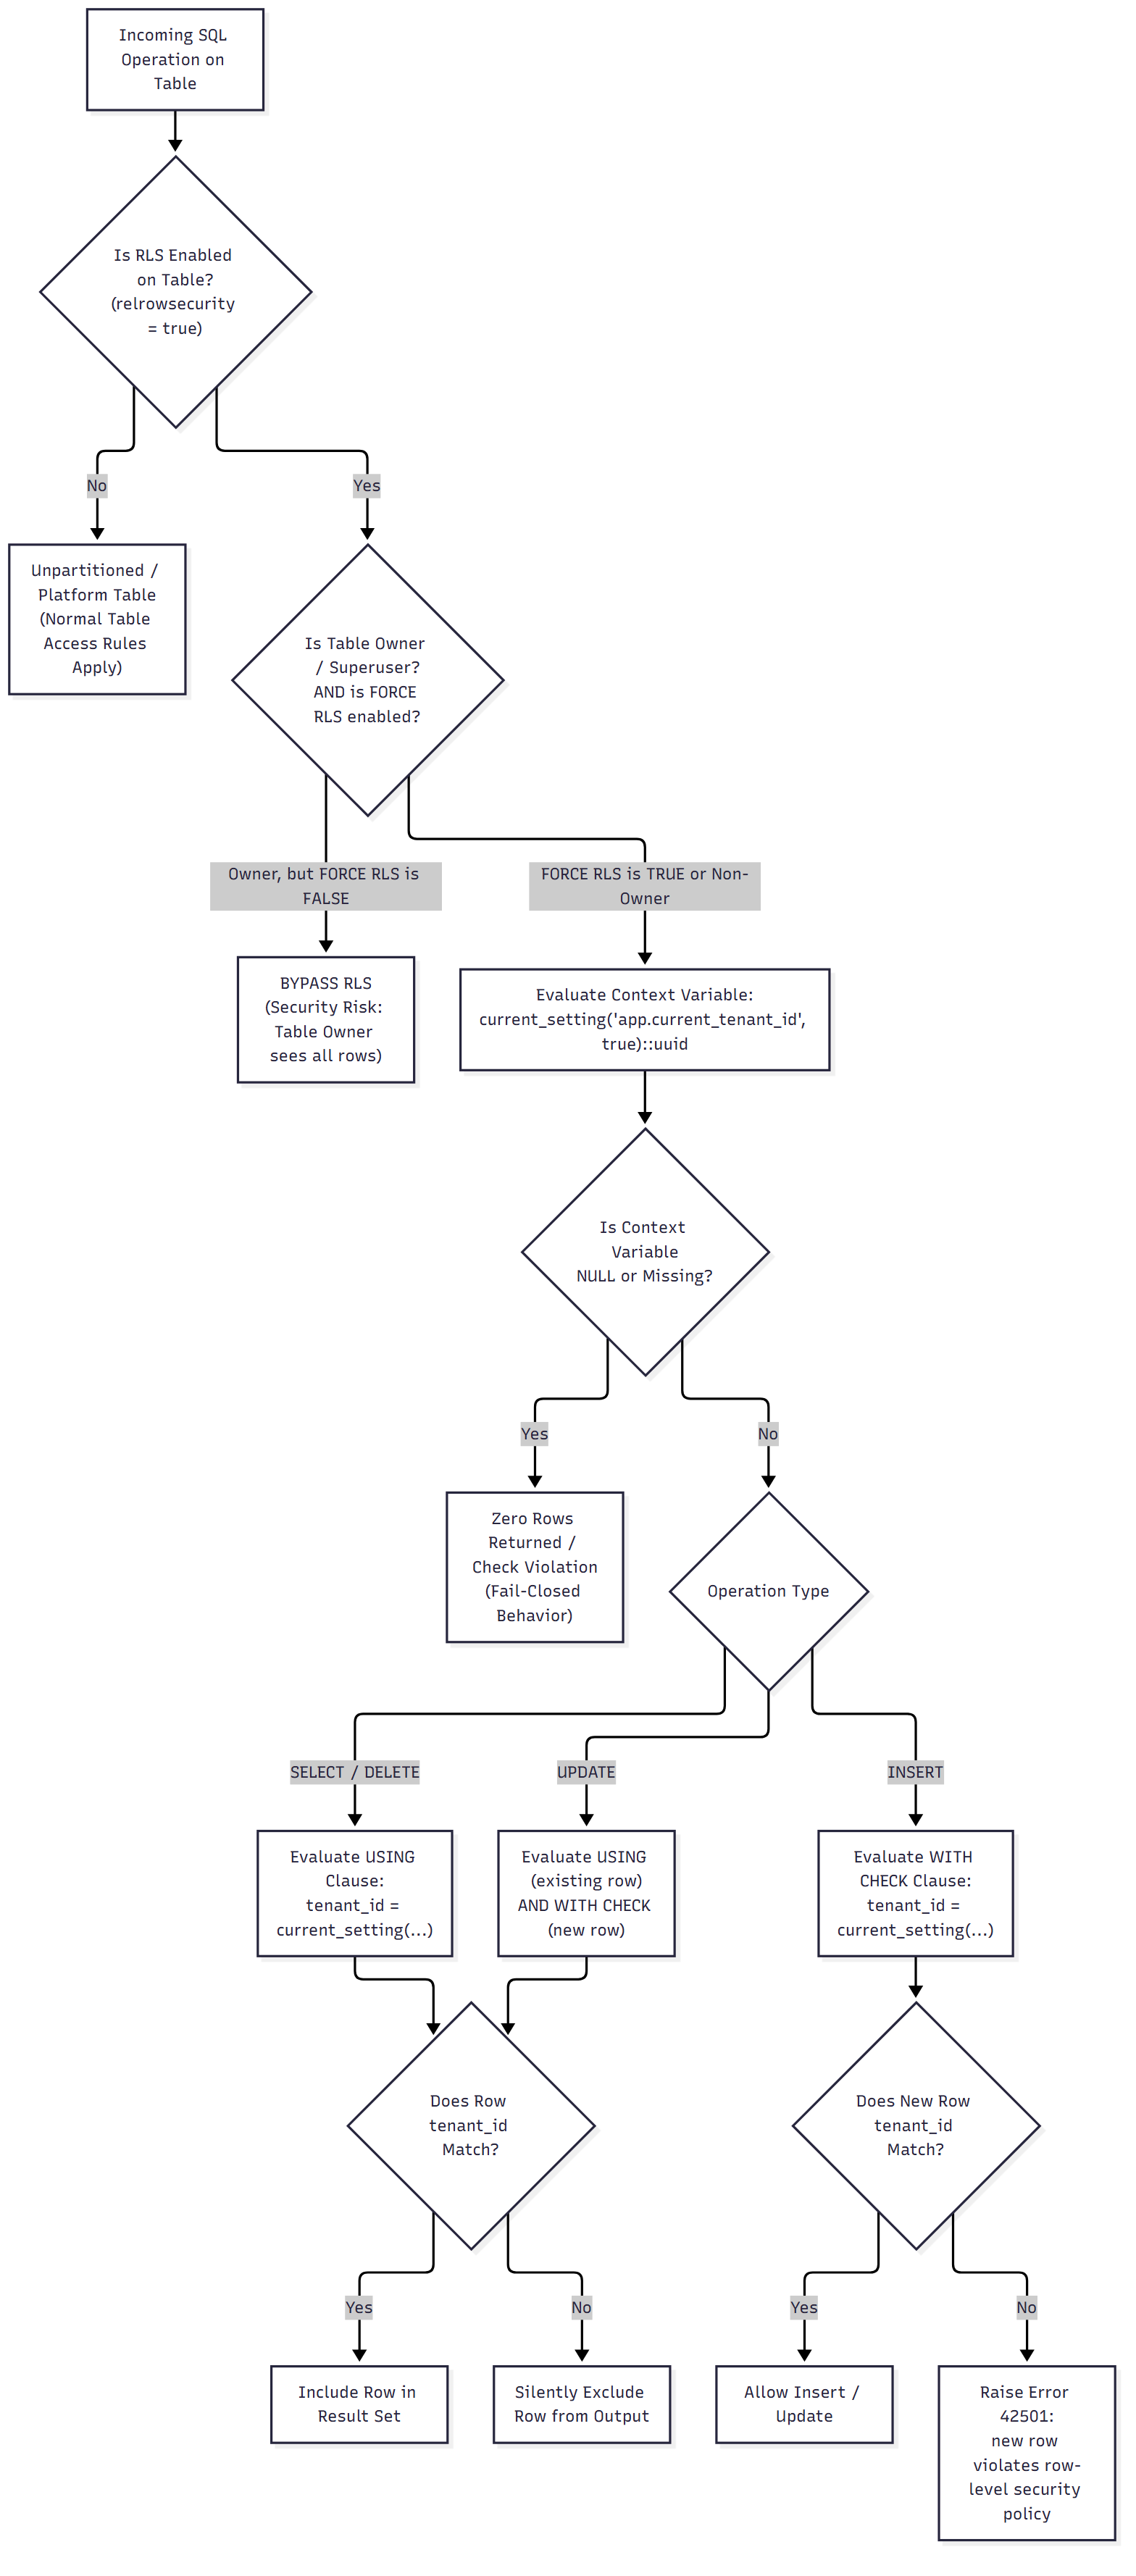 Incoming SQL
Operation on
Table
Is RLS Enabled
on Table?
(relrowsecurity
= true)
No
Yes
Unpartitioned /
Platform Table
(Normal Table
Access Rules
Apply)
Is Table Owner
/ Superuser?
AND is FORCE
RLS enabled?
Owner, but FORCE RLS is
FALSE
FORCE RLS is TRUE or Non-
Owner
BYPASS RLS
(Security Risk:
Table Owner
sees all rows)
Evaluate Context Variable:
current_setting('app.current_tenant_id',
true)::uuid
Is Context
Variable
NULL or Missing?
Yes
No
Zero Rows
Returned /
Check Violation
(Fail-Closed
Behavior)
Operation Type
SELECT / DELETE
UPDATE
INSERT
Evaluate USING
Clause:
tenant_id =
current_setting(...)
Evaluate USING
(existing row)
AND WITH CHECK
(new row)
Evaluate WITH
CHECK Clause:
tenant_id =
current_setting(...)
Does Row
tenant_id
Match?
Does New Row
tenant_id
Match?
Yes
No
Yes
No
Include Row in
Result Set
Silently Exclude
Row from Output
Allow Insert /
Update
Raise Error
42501:
new row
violates row-
level security
policy